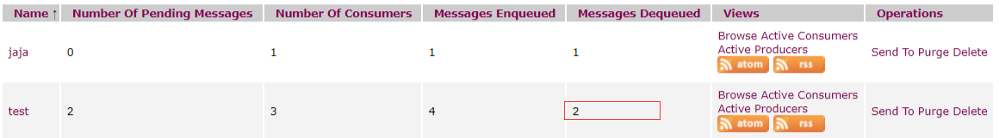 Name ↑ Number Of Pending Messages Number Of Consumers Messages Enqueued Messages Dequeued Views Operations
jaja 0 1 1 1 Browse Active Consumers Send To Purge Delete
Active Producers
atom rss
test 2 3 4 2 Browse Active Consumers Send To Purge Delete
Active Producers
atom rss